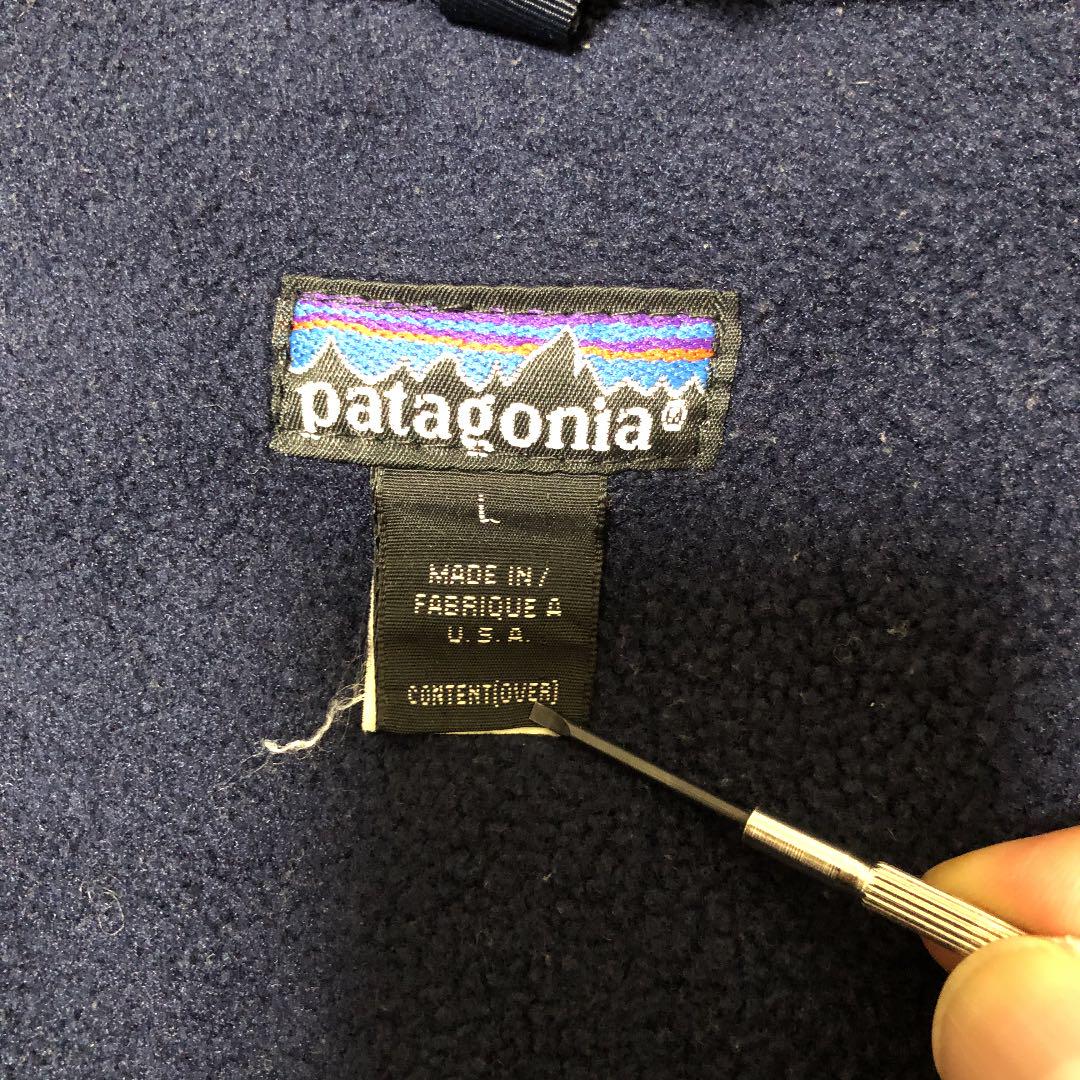 patagonia®
L
MADE IN/
FABRIQUE A
U.S.A.
CONTENT(OVER)